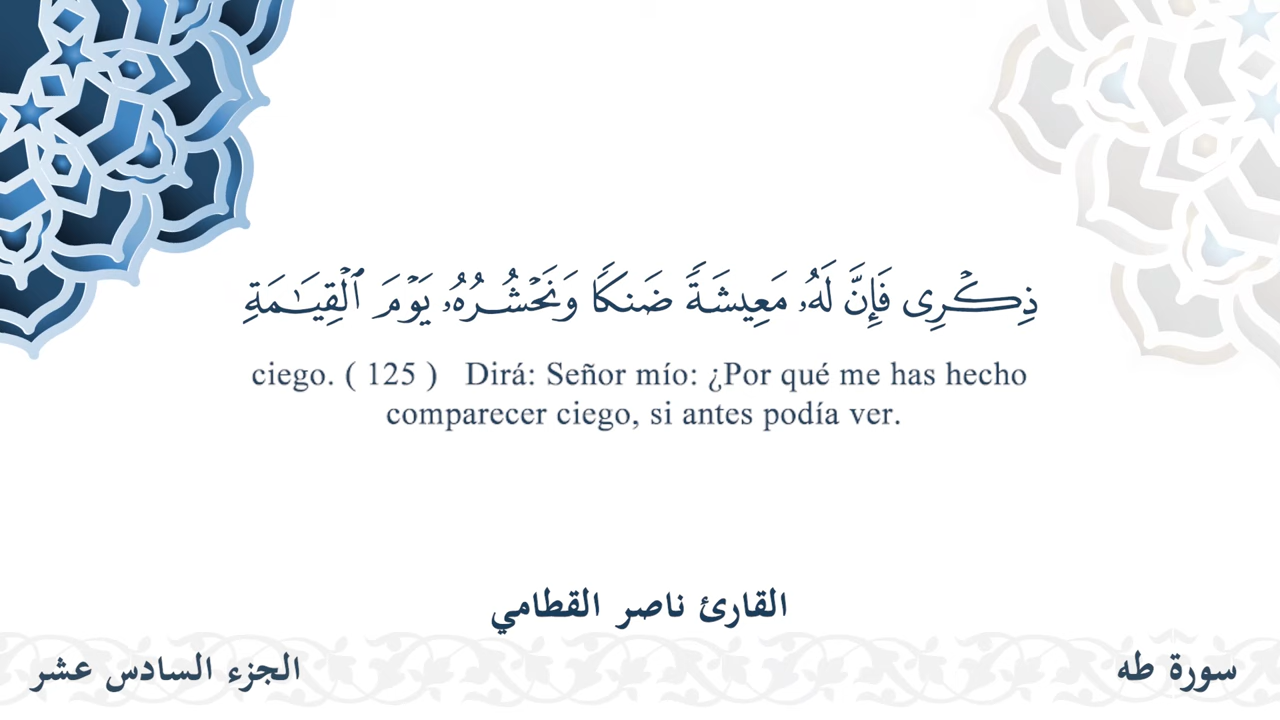 ذِكۡرِى فَإِنَّ لَهُۥ مَعِيشَةٗ ضَنكٗا وَنَحۡشُرُهُۥ يَوۡمَ ٱلۡقِيَٰمَةِ
ciego. ( 125 ) Dirá: Señor mío: ¿Por qué me has hecho
comparecer ciego, si antes podía ver.
القارئ ناصر القطامي
سورة طه
الجزء السادس عشر